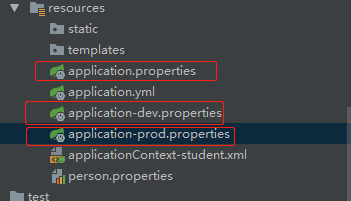 resources
static
templates
application.properties
application.yml
application-dev.properties
application-prod.properties
applicationContext-student.xml
person.properties
test